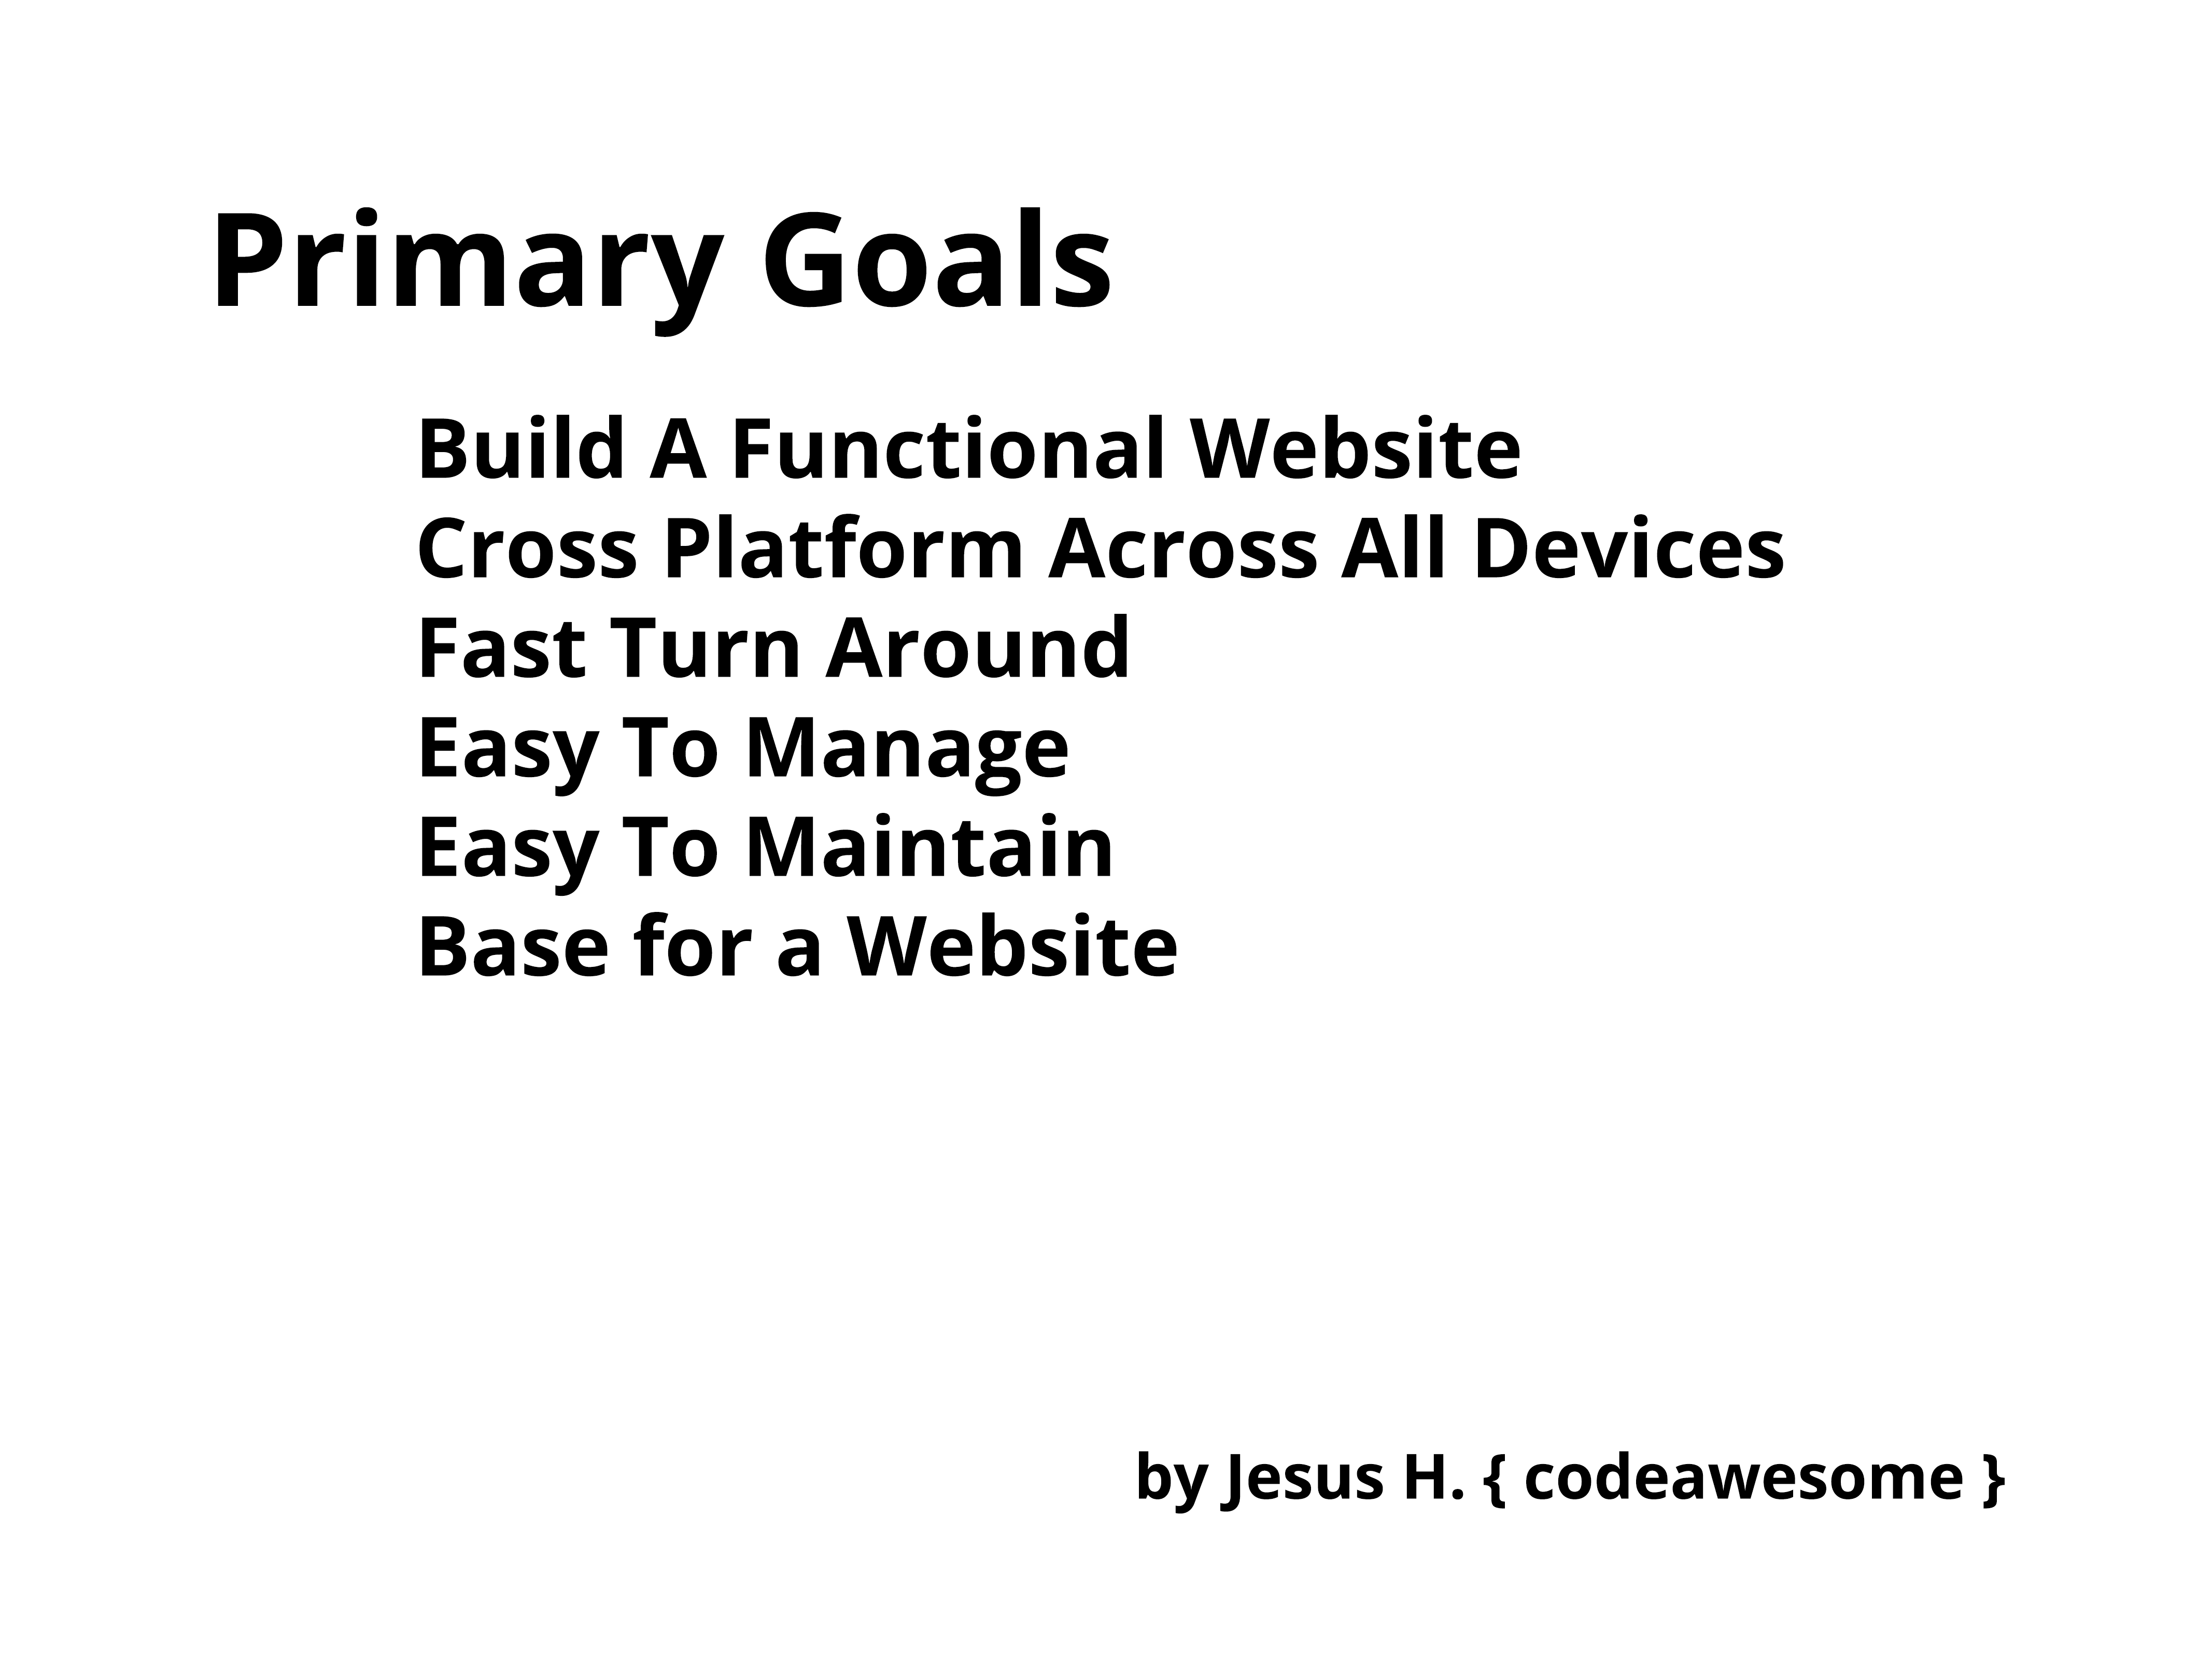 Primary Goals
Build A Functional Website
Cross Platform Across All Devices
Fast Turn Around
Easy To Manage
Easy To Maintain
Base for a Website
by Jesus H. { codeawesome }